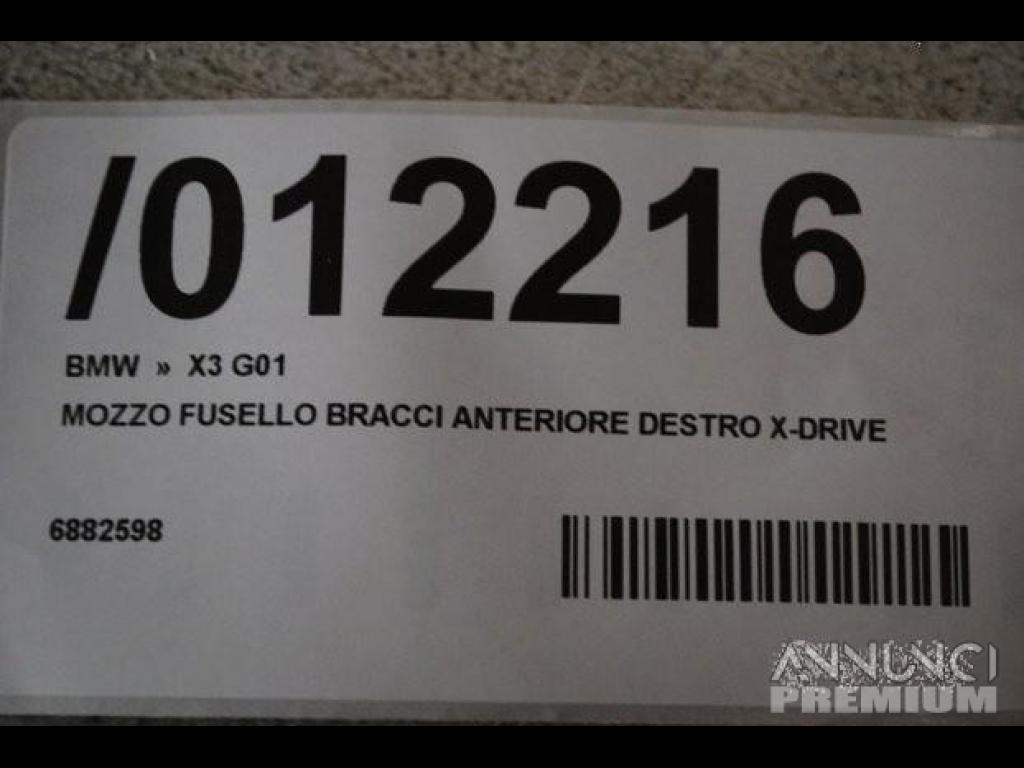 /012216
BMW » X3 G01
MOZZO FUSELLO BRACCI ANTERIORE DESTRO X-DRIVE
6882598
ANNUNCI
PREMIUM